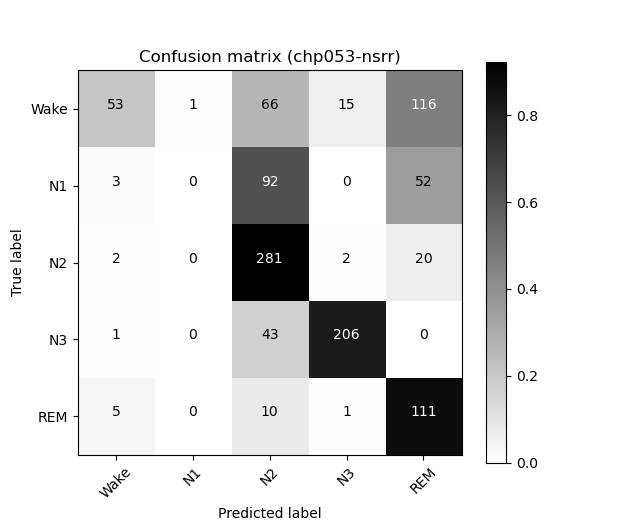 Confusion matrix (chp053-nsrr)
Wake 53 1 66 15 116
N1 3 0 92 0 52
N2 2 0 281 2 20
N3 1 0 43 206 0
REM 5 0 10 1 111
Wake N1 N2 N3 REM
Predicted label
True label
0.8
0.6
0.4
0.2
0.0